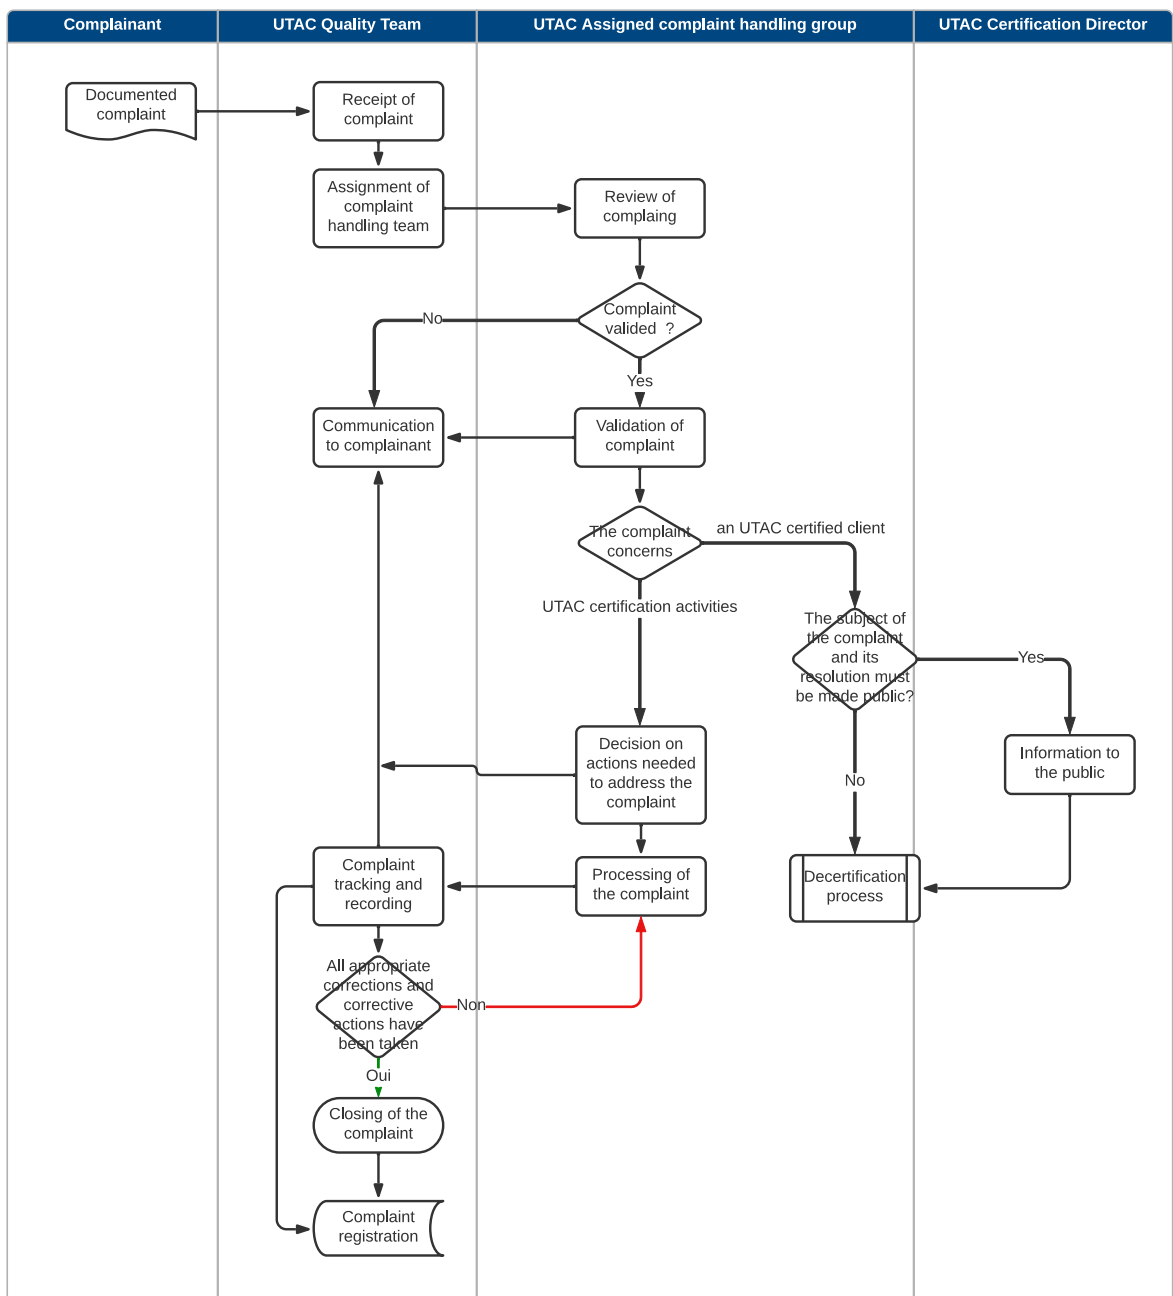 Complainant
UTAC Quality Team
UTAC Assigned complaint handling group
UTAC Certification Director
Documented
complaint
Receipt of
complaint
Assignment of
complaint
handling team
Review of
complaing
Complaint
valided ?
No
Yes
Communication
to complainant
Validation of
complaint
The complaint
concerns
an UTAC certified client
UTAC certification activities
The subject of
the complaint
and its
resolution must
be made public?
Yes
No
Information to
the public
Decision on
actions needed
to address the
complaint
Complaint
tracking and
recording
Processing of
the complaint
Decertification
process
All appropriate
corrections and
corrective
actions have
been taken
Non
Oui
Closing of the
complaint
Complaint
registration